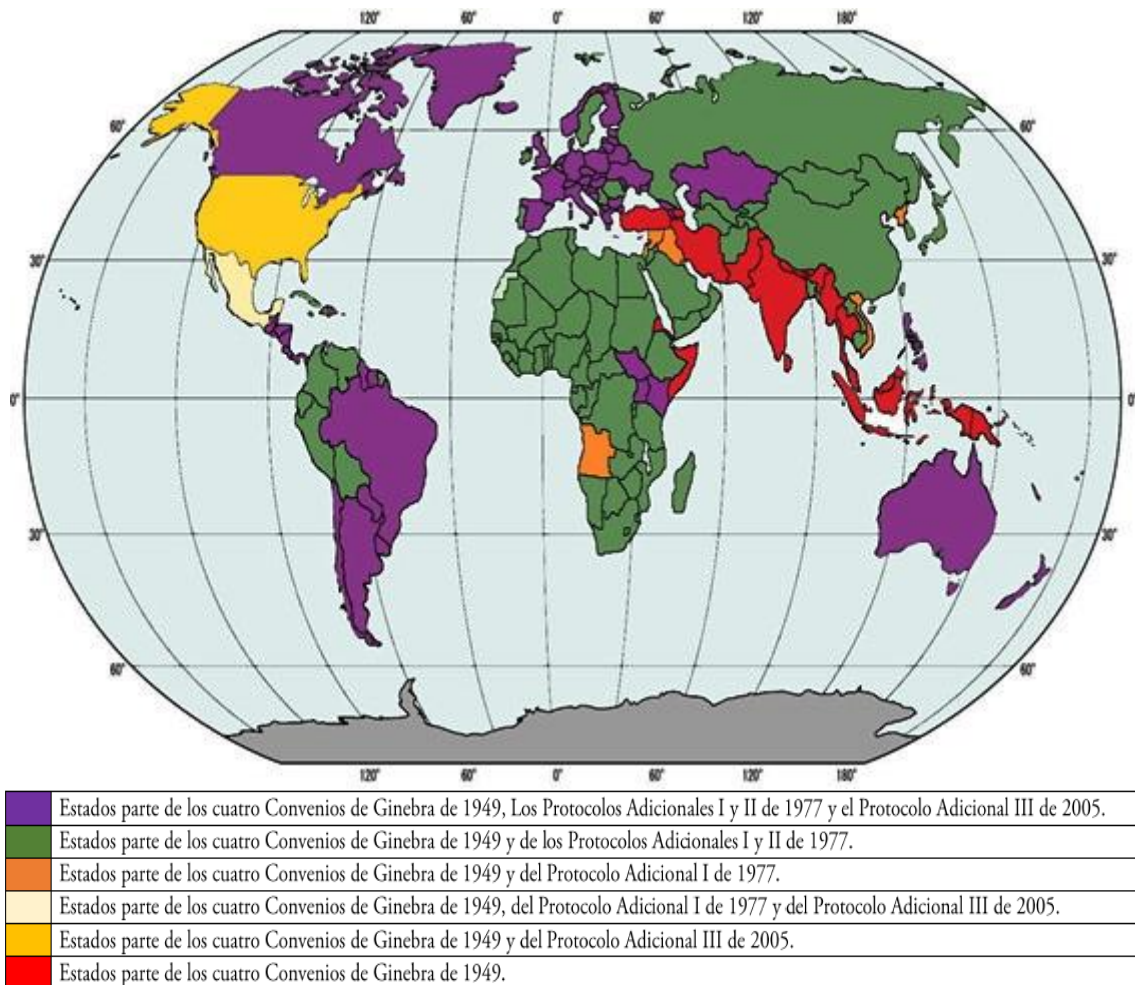 120° 60° 0° 60° 120° 180°
60° 60°
30° 30°
0° 0°
30° 30°
60° 60°
120° 60° 0° 60° 120° 180°
Estados parte de los cuatro Convenios de Ginebra de 1949, Los Protocolos Adicionales I y II de 1977 y el Protocolo Adicional III de 2005.
Estados parte de los cuatro Convenios de Ginebra de 1949 y de los Protocolos Adicionales I y II de 1977.
Estados parte de los cuatro Convenios de Ginebra de 1949 y del Protocolo Adicional I de 1977.
Estados parte de los cuatro Convenios de Ginebra de 1949, del Protocolo Adicional I de 1977 y del Protocolo Adicional III de 2005.
Estados parte de los cuatro Convenios de Ginebra de 1949 y del Protocolo Adicional III de 2005.
Estados parte de los cuatro Convenios de Ginebra de 1949.